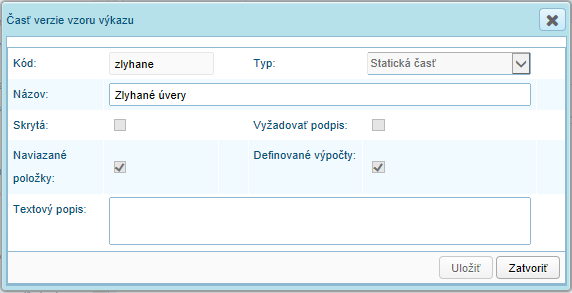 Časť verzie vzoru výkazu
Kód: zlyhane Typ: Statická časť
Názov: Zlyhané úvery
Skrytá: Vyžadovať podpis:
Naviazané položky: Definované výpočty:
Textový popis:
Uložiť Zatvoriť